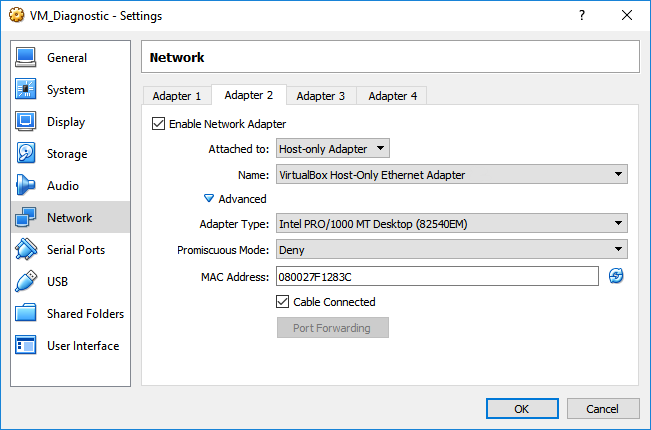 VM_Diagnostic - Settings
?
General
System
Display
Storage
Audio
Network
Serial Ports
USB
Shared Folders
User Interface
Network
Adapter 1 Adapter 2 Adapter 3 Adapter 4
Enable Network Adapter
Attached to: Host-only Adapter
Name: VirtualBox Host-Only Ethernet Adapter
Advanced
Adapter Type: Intel PRO/1000 MT Desktop (82540EM)
Promiscuous Mode: Deny
MAC Address: 080027F1283C
Cable Connected
Port Forwarding
OK Cancel